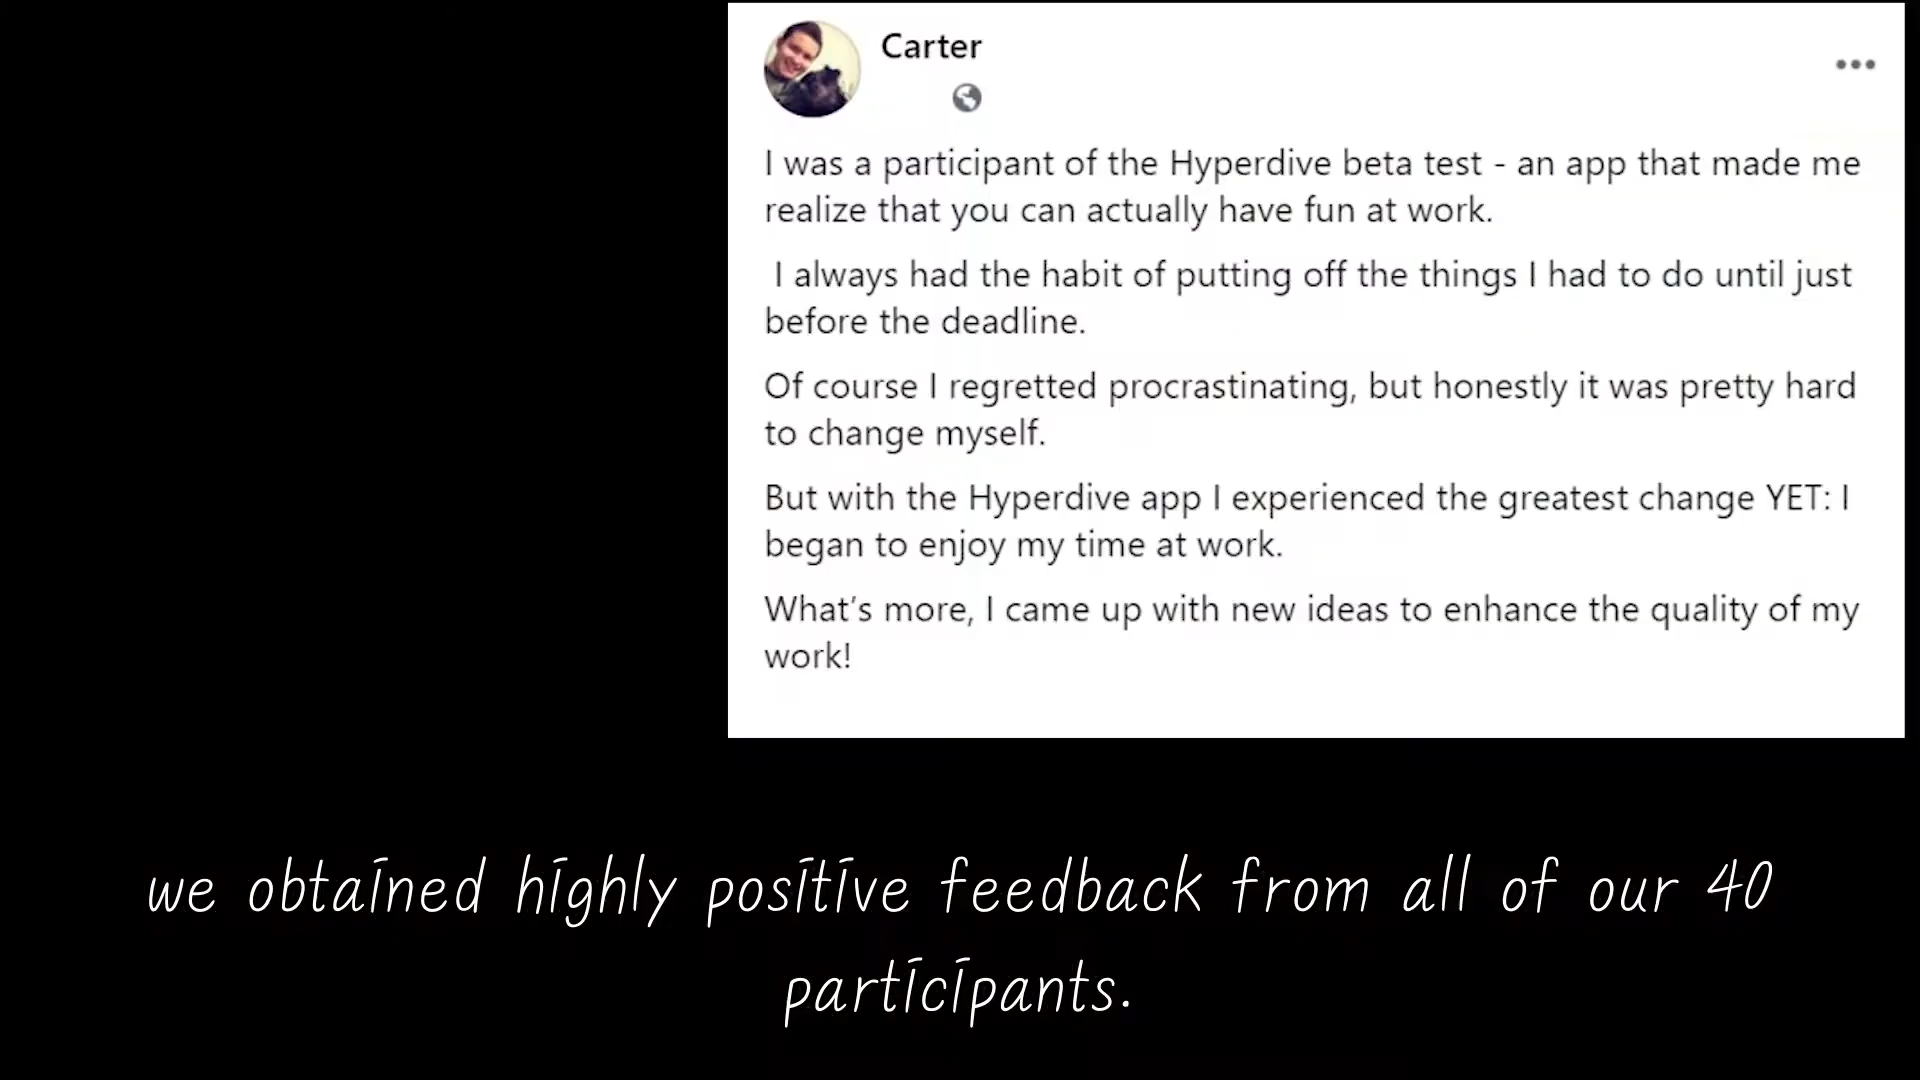 Carter
I was a participant of the Hyperdive beta test - an app that made me
realize that you can actually have fun at work.
I always had the habit of putting off the things I had to do until just
before the deadline.
Of course I regretted procrastinating, but honestly it was pretty hard
to change myself.
But with the Hyperdive app I experienced the greatest change YET: I
began to enjoy my time at work.
What's more, I came up with new ideas to enhance the quality of my
work!
we obtained highly positive feedback from all of our 40
participants.